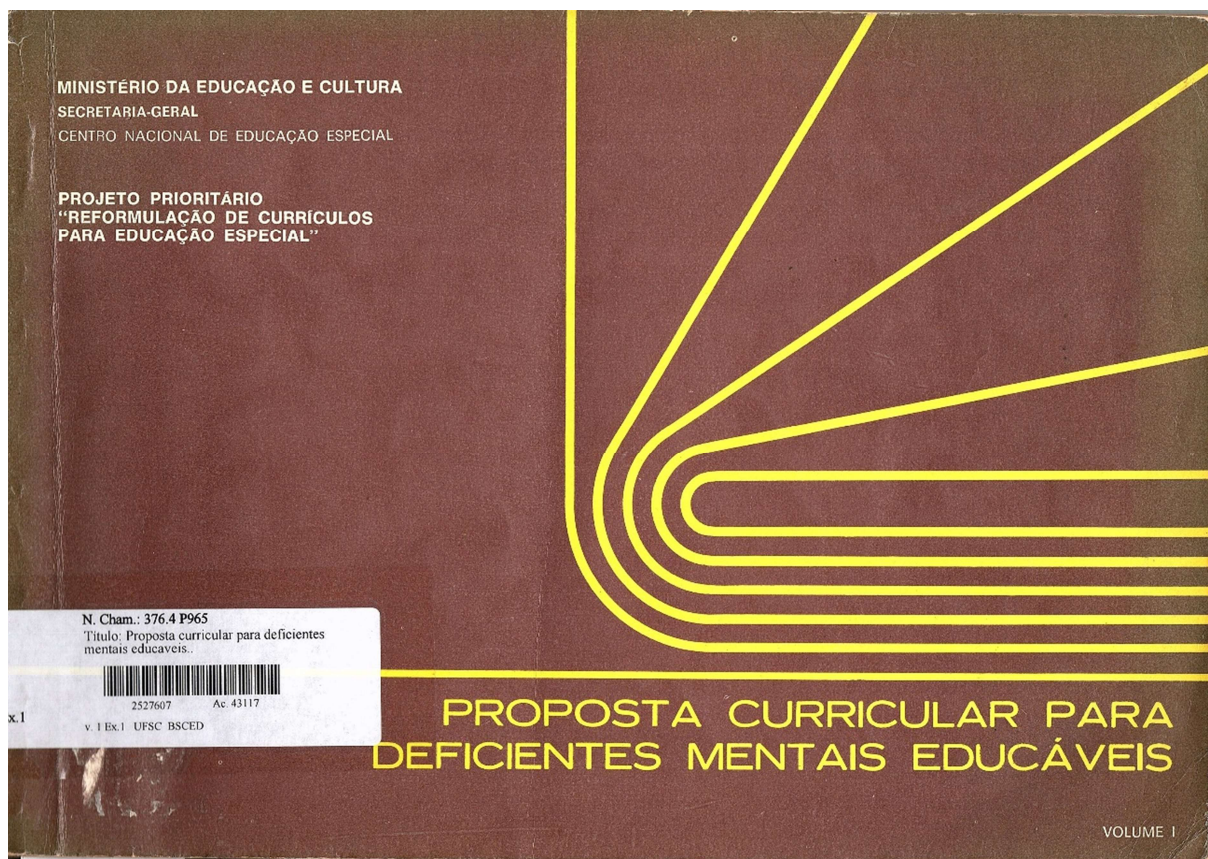 MINISTÉRIO DA EDUCAÇÃO E CULTURA
SECRETARIA-GERAL
CENTRO NACIONAL DE EDUCAÇÃO ESPECIAL
PROJETO PRIORITÁRIO
“REFORMULAÇÃO DE CURRÍCULOS
PARA EDUCAÇÃO ESPECIAL”
N. Cham.: 376.4 P965
Título: Proposta curricular para deficientes
mentais educaveis..
2527607 Ac. 43117
x.1
v. 1 Ex.1 UFSC BSCED
PROPOSTA CURRICULAR PARA
DEFICIENTES MENTAIS EDUCÁVEIS
VOLUME I